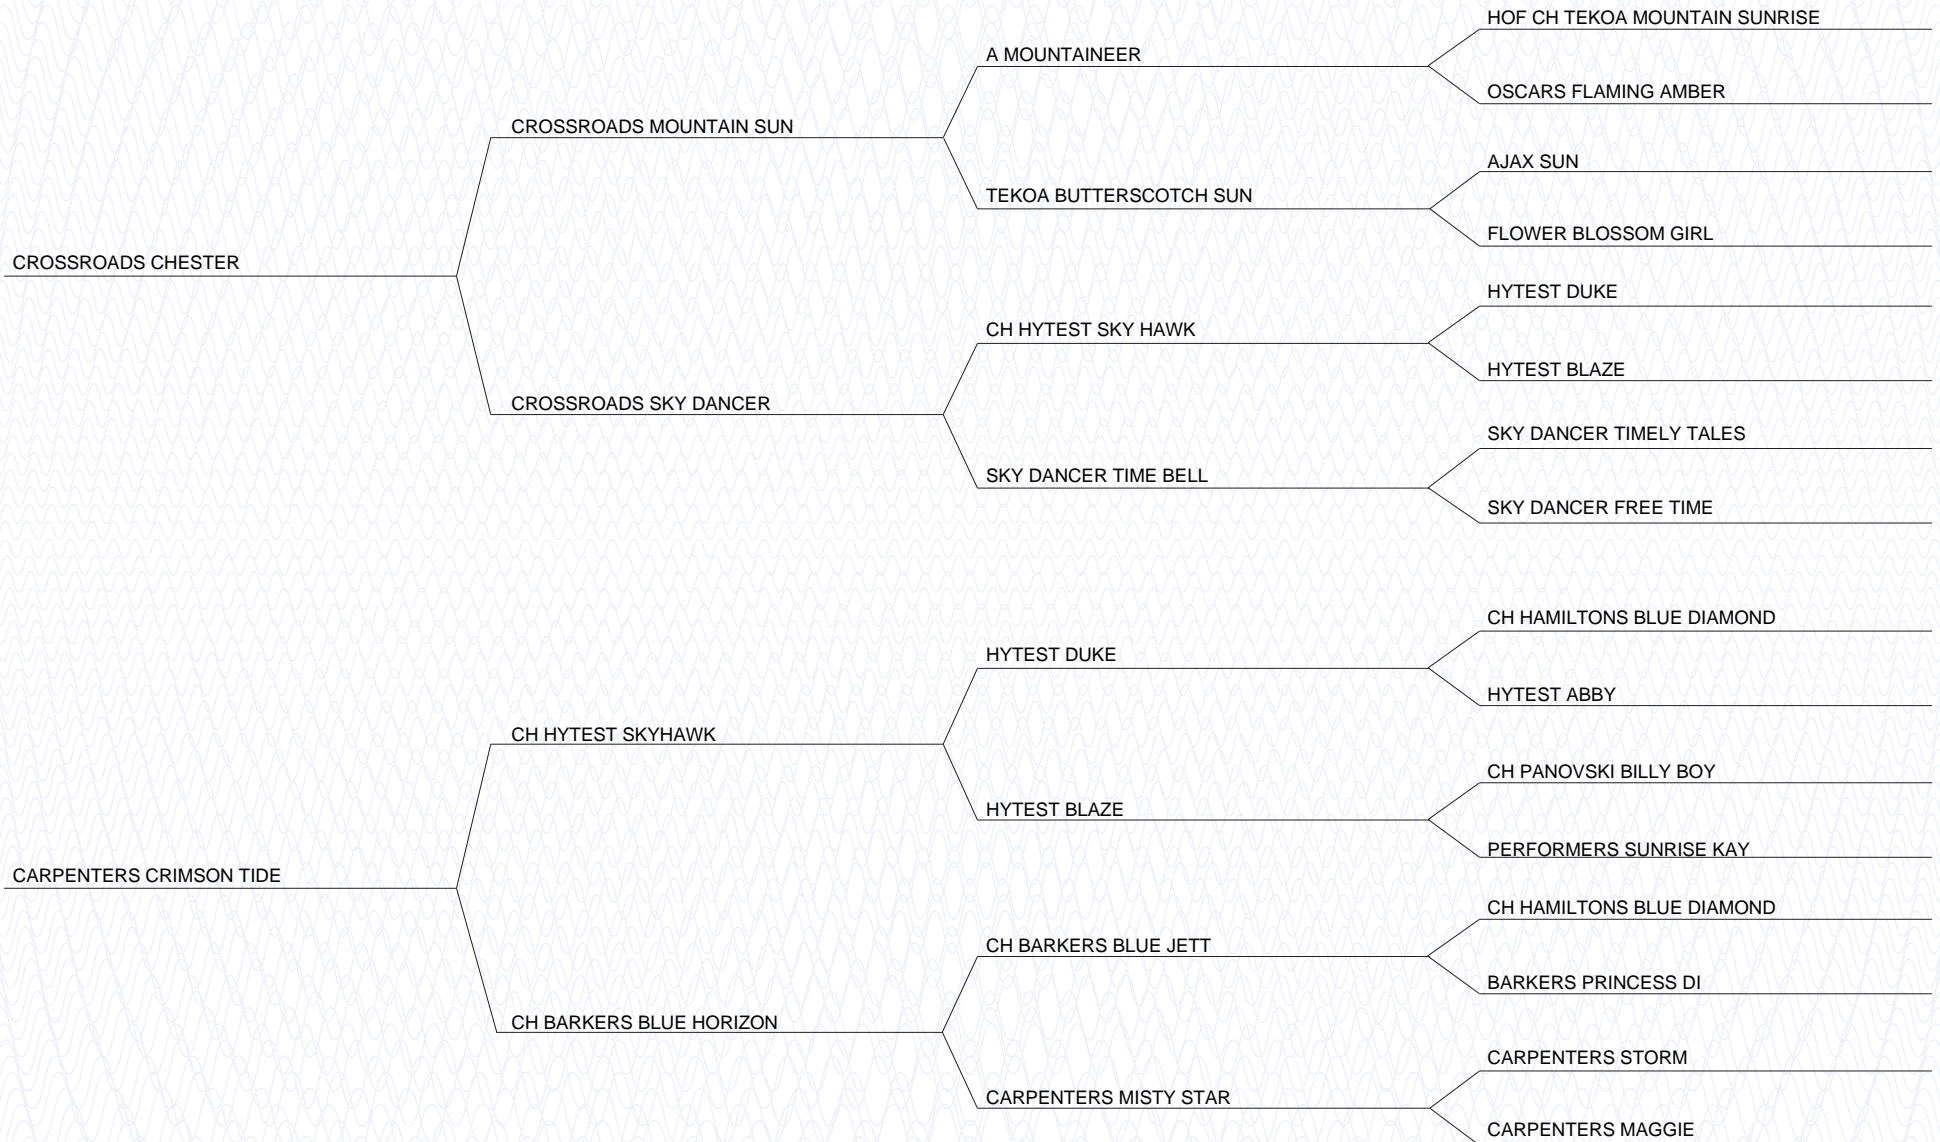 HOF CH TEKOA MOUNTAIN SUNRISE
A MOUNTAINEER
OSCARS FLAMING AMBER
CROSSROADS MOUNTAIN SUN
AJAX SUN
TEKOA BUTTERSCOTCH SUN
FLOWER BLOSSOM GIRL
CROSSROADS CHESTER
HYTEST DUKE
CH HYTEST SKY HAWK
HYTEST BLAZE
CROSSROADS SKY DANCER
SKY DANCER TIMELY TALES
SKY DANCER TIME BELL
SKY DANCER FREE TIME
CH HAMILTONS BLUE DIAMOND
HYTEST DUKE
HYTEST ABBY
CH HYTEST SKYHAWK
CH PANOVSKI BILLY BOY
HYTEST BLAZE
PERFORMERS SUNRISE KAY
CARPENTERS CRIMSON TIDE
CH HAMILTONS BLUE DIAMOND
CH BARKERS BLUE JETT
BARKERS PRINCESS DI
CH BARKERS BLUE HORIZON
CARPENTERS STORM
CARPENTERS MISTY STAR
CARPENTERS MAGGIE